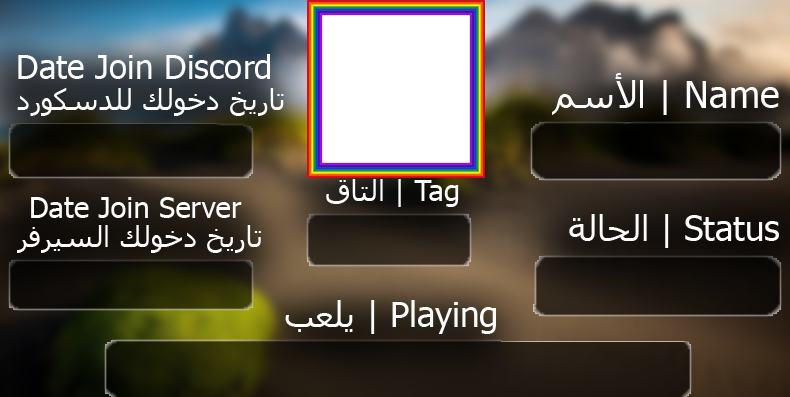 Date Join Discord
تاريخ دخولك للدسكورد
الأسم | Name
التاق | Tag
Date Join Server
تاريخ دخولك السيرفر
الحالة | Status
يلعب | Playing